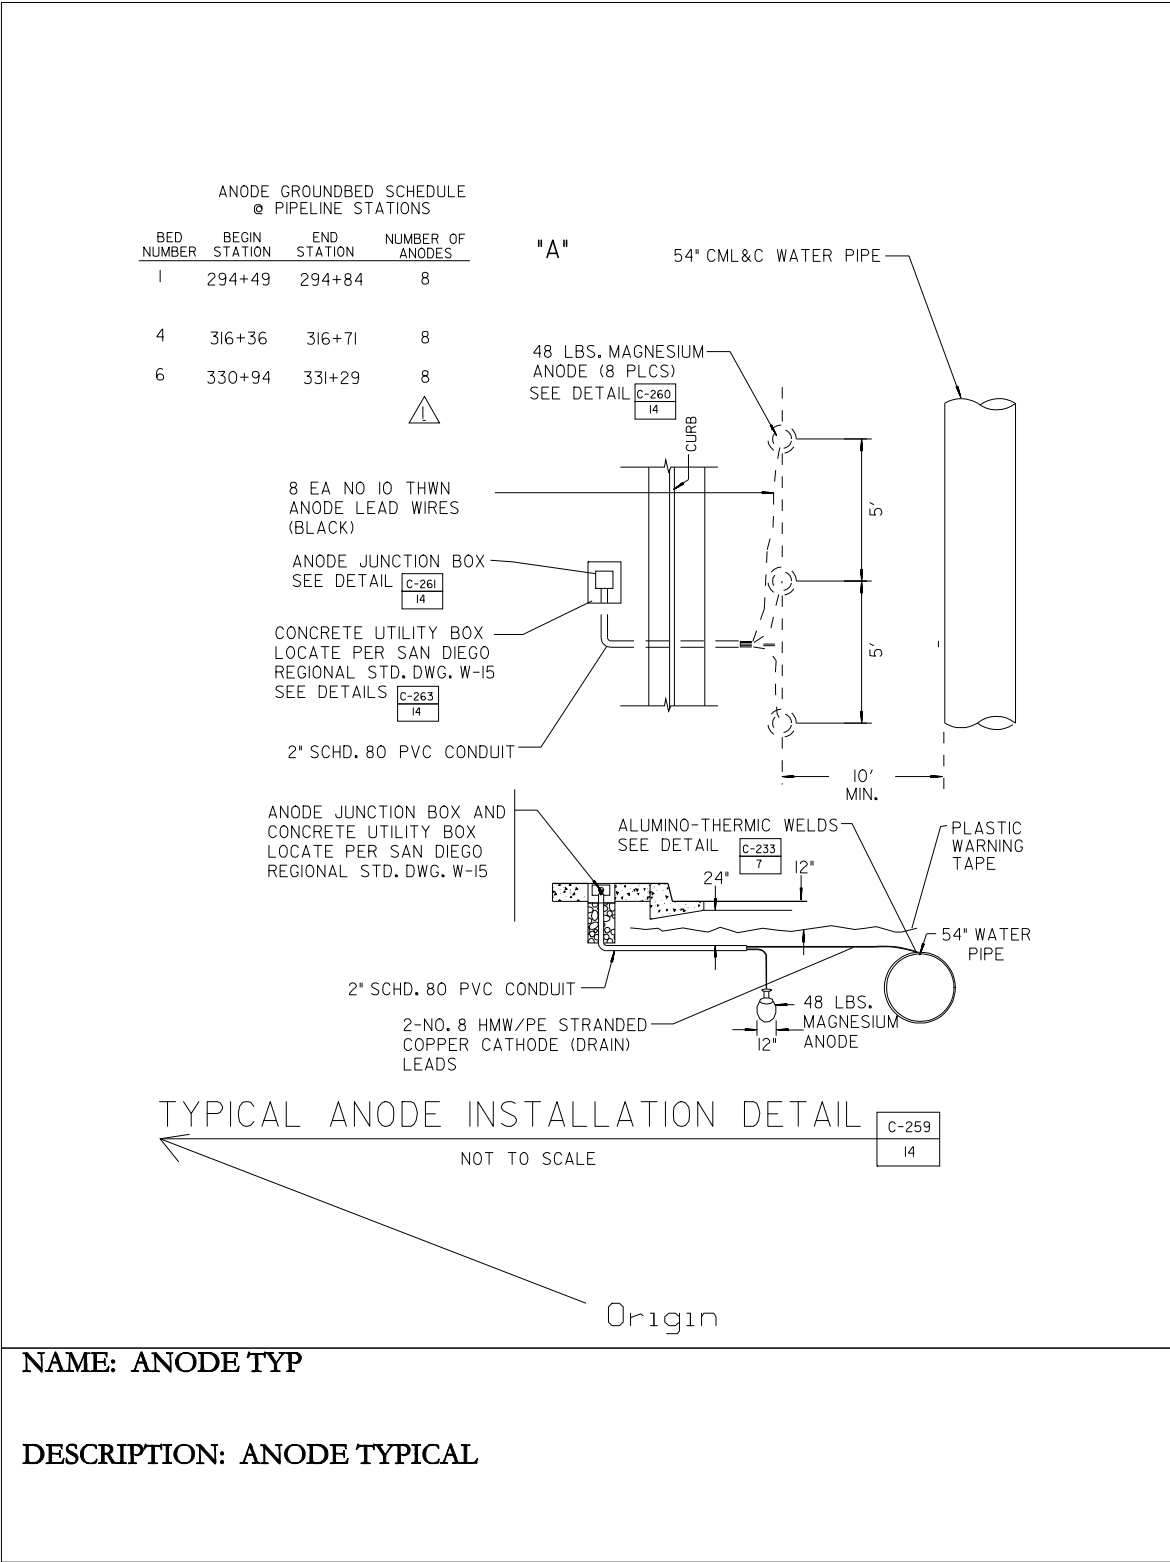 ANODE GROUNDBED SCHEDULE
@ PIPELINE STATIONS
BED NUMBER BEGIN STATION END STATION NUMBER OF ANODES
1 294+49 294+84 8
4 316+36 316+71 8
6 330+94 331+29 8
1
"A"
54" CML&C WATER PIPE
48 LBS. MAGNESIUM
ANODE (8 PLCS)
SEE DETAIL C-260
14
CURB
8 EA NO 10 THWN
ANODE LEAD WIRES
(BLACK)
5'
ANODE JUNCTION BOX
SEE DETAIL C-261
14
CONCRETE UTILITY BOX
LOCATE PER SAN DIEGO
REGIONAL STD. DWG. W-15
SEE DETAILS C-263
14
5'
2" SCHD. 80 PVC CONDUIT
10'
MIN.
ANODE JUNCTION BOX AND
CONCRETE UTILITY BOX
LOCATE PER SAN DIEGO
REGIONAL STD. DWG. W-15
ALUMINO-THERMIC WELDS
SEE DETAIL C-233
7
24"
12"
PLASTIC
WARNING
TAPE
54" WATER
PIPE
2" SCHD. 80 PVC CONDUIT
2-NO. 8 HMW/PE STRANDED
COPPER CATHODE (DRAIN)
LEADS
12"
48 LBS.
MAGNESIUM
ANODE
TYPICAL ANODE INSTALLATION DETAIL C-259
14
NOT TO SCALE
Origin
NAME: ANODE TYP
DESCRIPTION: ANODE TYPICAL